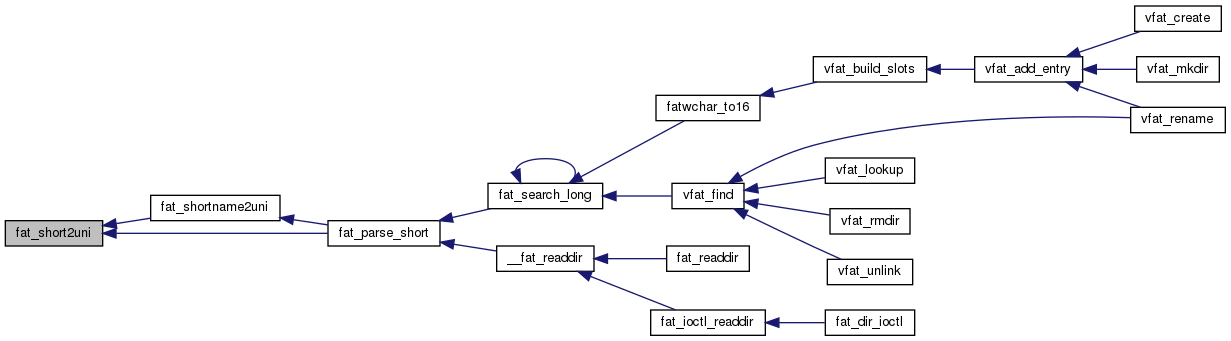 vfat_create
vfat_build_slots
vfat_add_entry
vfat_mkdir
fatwchar_to16
vfat_rename
vfat_lookup
fat_search_long
vfat_find
fat_shortname2uni
vfat_rmdir
fat_short2uni
fat_parse_short
__fat_readdir
fat_readdir
vfat_unlink
fat_ioctl_readdir
fat_dir_ioctl